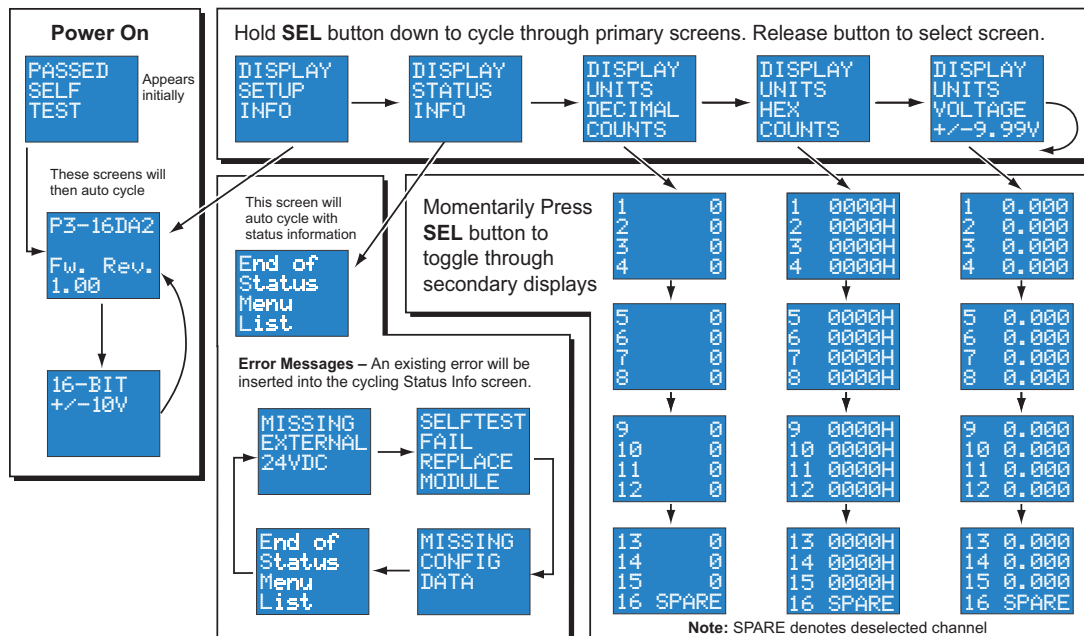 Power On
PASSED
SELF
TEST
Appears
initially
These screens will
then auto cycle
P3-16DA2
Fw. Rev.
1.00
16-BIT
+/-10V
Hold SEL button down to cycle through primary screens. Release button to select screen.
DISPLAY
SETUP
INFO
DISPLAY
STATUS
INFO
DISPLAY
UNITS
DECIMAL
COUNTS
DISPLAY
UNITS
HEX
COUNTS
DISPLAY
UNITS
VOLTAGE
+/-9.99V
This screen will
auto cycle with
status information
End of
Status
Menu
List
Error Messages – An existing error will be
inserted into the cycling Status Info screen.
MISSING
EXTERNAL
24VDC
SELFTEST
FAIL
REPLACE
MODULE
End of
Status
Menu
List
MISSING
CONFIG
DATA
Momentarily Press
SEL button to
toggle through
secondary displays
1 0
2 0
3 0
4 0
5 0
6 0
7 0
8 0
9 0
10 0
11 0
12 0
13 0
14 0
15 0
16 SPARE
1 0000H
2 0000H
3 0000H
4 0000H
5 0000H
6 0000H
7 0000H
8 0000H
9 0000H
10 0000H
11 0000H
12 0000H
13 0000H
14 0000H
15 0000H
16 SPARE
1 0.000
2 0.000
3 0.000
4 0.000
5 0.000
6 0.000
7 0.000
8 0.000
9 0.000
10 0.000
11 0.000
12 0.000
13 0.000
14 0.000
15 0.000
16 SPARE
Note: SPARE denotes deselected channel